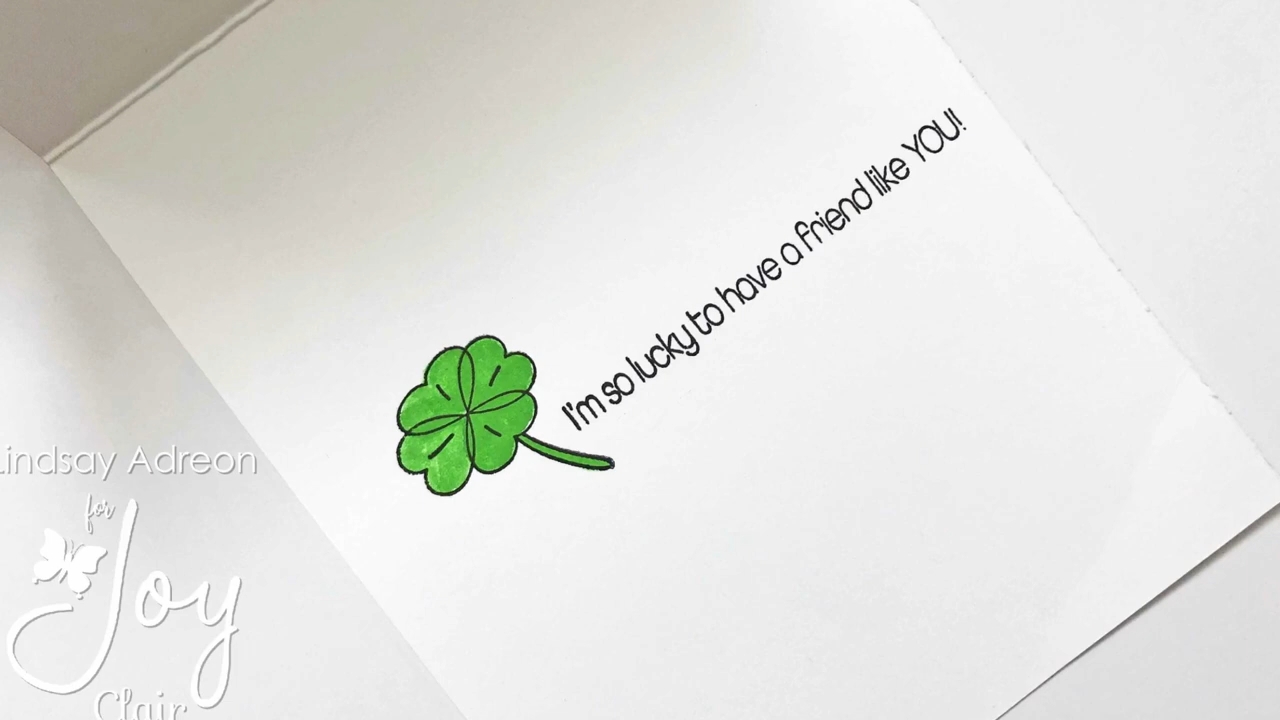 I'm so lucky to have a friend like YOU!
Lindsay Adreon
for
Joy
Clair